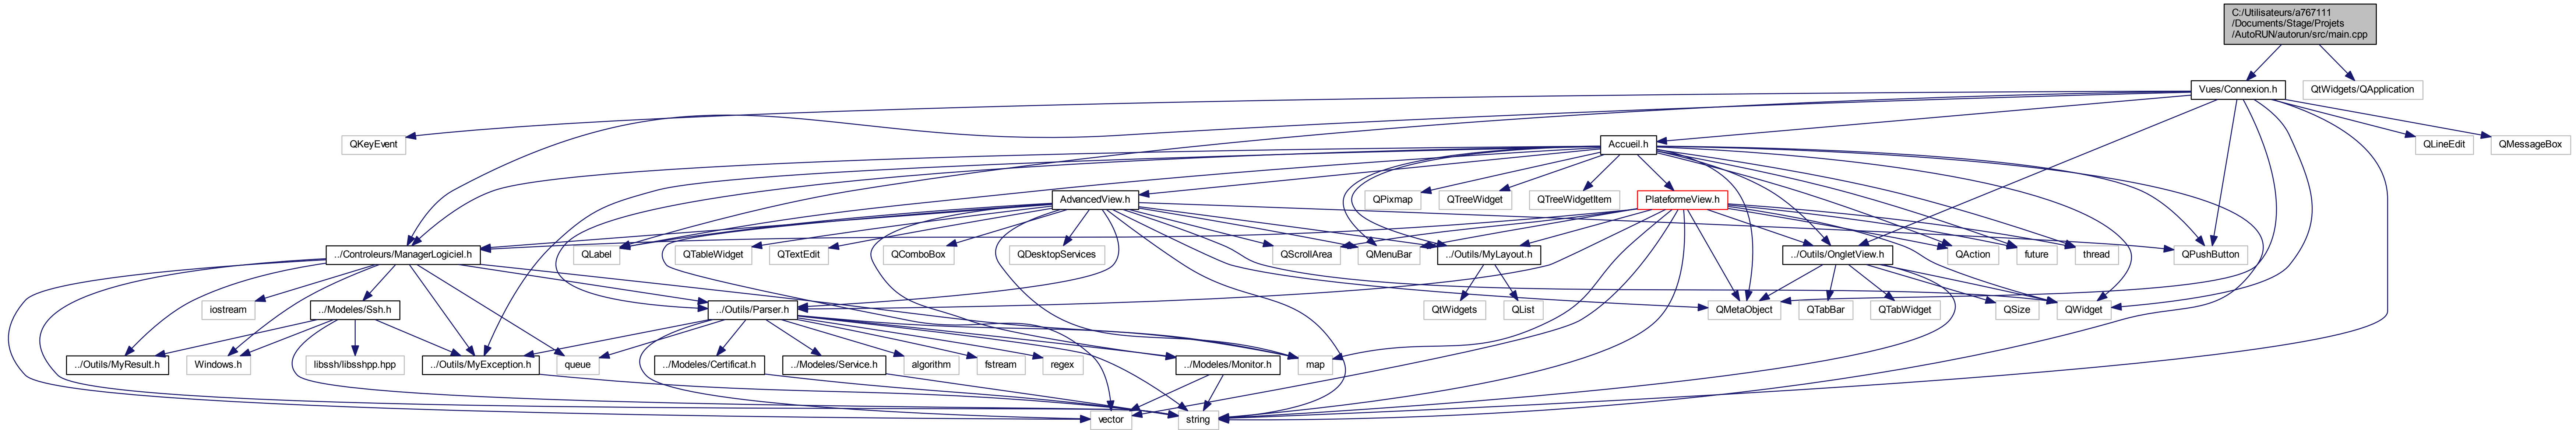 C:/Utilisateurs/a767111
/Documents/Stage/Projets
/AutoRUN/autorun/src/main.cpp
Vues/Connexion.h
QtWidgets/QApplication
QKeyEvent
Accueil.h
QLineEdit
QMessageBox
AdvancedView.h
QPixmap
QTreeWidget
QTreeWidgetItem
PlateformeView.h
../Controleurs/ManagerLogiciel.h
QLabel
QTableWidget
QTextEdit
QComboBox
QDesktopServices
QScrollArea
QMenuBar
../Outils/MyLayout.h
../Outils/OngletView.h
QAction
future
thread
QPushButton
iostream
../Modeles/Ssh.h
../Outils/Parser.h
QtWidgets
QList
QMetaObject
QTabBar
QTabWidget
QSize
QWidget
../Outils/MyResult.h
Windows.h
libssh/libsshpp.hpp
../Outils/MyException.h
queue
../Modeles/Certificat.h
../Modeles/Service.h
algorithm
fstream
regex
../Modeles/Monitor.h
map
vector
string